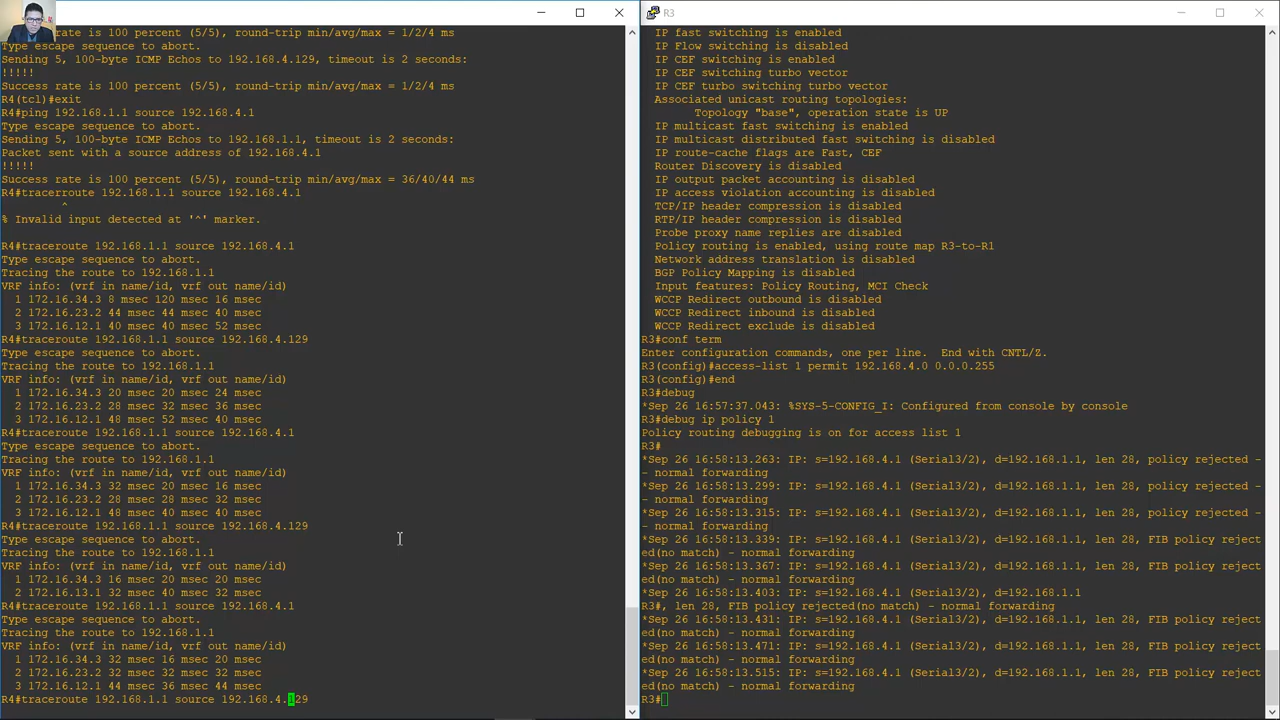 rate is 100 percent (5/5), round-trip min/avg/max = 1/2/4 ms
Type escape sequence to abort.
Sending 5, 100-byte ICMP Echos to 192.168.4.129, timeout is 2 seconds:
!!!!!
Success rate is 100 percent (5/5), round-trip min/avg/max = 1/2/4 ms
R4(tcl)#exit
R4#ping 192.168.1.1 source 192.168.4.1
Type escape sequence to abort.
Sending 5, 100-byte ICMP Echos to 192.168.1.1, timeout is 2 seconds:
Packet sent with a source address of 192.168.4.1
!!!!!
Success rate is 100 percent (5/5), round-trip min/avg/max = 36/40/44 ms
R4#tracerroute 192.168.1.1 source 192.168.4.1
^
% Invalid input detected at '^' marker.
R4#traceroute 192.168.1.1 source 192.168.4.1
Type escape sequence to abort.
Tracing the route to 192.168.1.1
VRF info: (vrf in name/id, vrf out name/id)
1 172.16.34.3 8 msec 120 msec 16 msec
2 172.16.23.2 44 msec 44 msec 40 msec
3 172.16.12.1 40 msec 40 msec 52 msec
R4#traceroute 192.168.1.1 source 192.168.4.129
Type escape sequence to abort.
Tracing the route to 192.168.1.1
VRF info: (vrf in name/id, vrf out name/id)
1 172.16.34.3 20 msec 20 msec 24 msec
2 172.16.23.2 28 msec 32 msec 36 msec
3 172.16.12.1 48 msec 52 msec 40 msec
R4#traceroute 192.168.1.1 source 192.168.4.1
Type escape sequence to abort.
Tracing the route to 192.168.1.1
VRF info: (vrf in name/id, vrf out name/id)
1 172.16.34.3 32 msec 20 msec 16 msec
2 172.16.23.2 28 msec 28 msec 32 msec
3 172.16.12.1 48 msec 40 msec 40 msec
R4#traceroute 192.168.1.1 source 192.168.4.129
Type escape sequence to abort.
Tracing the route to 192.168.1.1
VRF info: (vrf in name/id, vrf out name/id)
1 172.16.34.3 16 msec 20 msec 20 msec
2 172.16.13.1 32 msec 40 msec 32 msec
R4#traceroute 192.168.1.1 source 192.168.4.1
Type escape sequence to abort.
Tracing the route to 192.168.1.1
VRF info: (vrf in name/id, vrf out name/id)
1 172.16.34.3 32 msec 16 msec 20 msec
2 172.16.23.2 32 msec 32 msec 32 msec
3 172.16.12.1 44 msec 36 msec 44 msec
R4#traceroute 192.168.1.1 source 192.168.4.129
R3
IP fast switching is enabled
IP Flow switching is disabled
IP CEF switching is enabled
IP CEF switching turbo vector
IP CEF turbo switching turbo vector
Associated unicast routing topologies:
Topology "base", operation state is UP
IP multicast fast switching is enabled
IP multicast distributed fast switching is disabled
IP route-cache flags are Fast, CEF
Router Discovery is disabled
IP output packet accounting is disabled
IP access violation accounting is disabled
TCP/IP header compression is disabled
RTP/IP header compression is disabled
Probe proxy name replies are disabled
Policy routing is enabled, using route map R3-to-R1
Network address translation is disabled
BGP Policy Mapping is disabled
Input features: Policy Routing, MCI Check
WCCP Redirect outbound is disabled
WCCP Redirect inbound is disabled
WCCP Redirect exclude is disabled
R3#conf term
Enter configuration commands, one per line.  End with CNTL/Z.
R3(config)#access-list 1 permit 192.168.4.0 0.0.0.255
R3(config)#end
R3#debug
*Sep 26 16:57:37.043: %SYS-5-CONFIG_I: Configured from console by console
R3#debug ip policy 1
Policy routing debugging is on for access list 1
R3#
*Sep 26 16:58:13.263: IP: s=192.168.4.1 (Serial3/2), d=192.168.1.1, len 28, policy rejected -
- normal forwarding
*Sep 26 16:58:13.299: IP: s=192.168.4.1 (Serial3/2), d=192.168.1.1, len 28, policy rejected -
- normal forwarding
*Sep 26 16:58:13.315: IP: s=192.168.4.1 (Serial3/2), d=192.168.1.1, len 28, policy rejected -
- normal forwarding
*Sep 26 16:58:13.339: IP: s=192.168.4.1 (Serial3/2), d=192.168.1.1, len 28, FIB policy reject
ed(no match) - normal forwarding
*Sep 26 16:58:13.367: IP: s=192.168.4.1 (Serial3/2), d=192.168.1.1, len 28, FIB policy reject
ed(no match) - normal forwarding
*Sep 26 16:58:13.403: IP: s=192.168.4.1 (Serial3/2), d=192.168.1.1
R3#, len 28, FIB policy rejected(no match) - normal forwarding
*Sep 26 16:58:13.431: IP: s=192.168.4.1 (Serial3/2), d=192.168.1.1, len 28, FIB policy reject
ed(no match) - normal forwarding
*Sep 26 16:58:13.471: IP: s=192.168.4.1 (Serial3/2), d=192.168.1.1, len 28, FIB policy reject
ed(no match) - normal forwarding
*Sep 26 16:58:13.515: IP: s=192.168.4.1 (Serial3/2), d=192.168.1.1, len 28, FIB policy reject
ed(no match) - normal forwarding
R3#